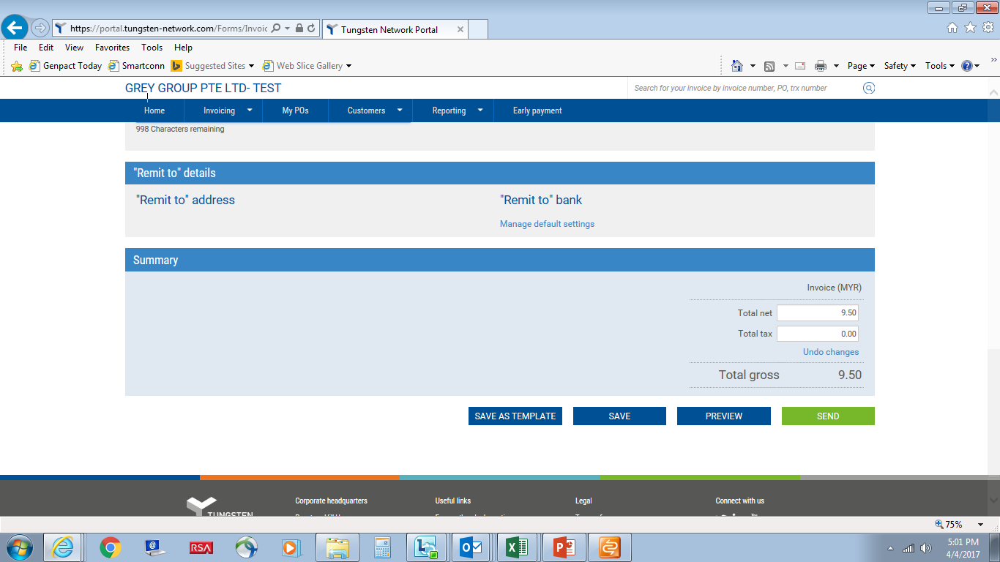 https://portal.tungsten-network.com/Forms/Invoic
Tungsten Network Portal
File Edit View Favorites Tools Help
Genpact Today Smartconn Suggested Sites Web Slice Gallery Page Safety Tools
GREY GROUP PTE LTD- TEST
Search for your invoice by invoice number, PO, trx number
Home Invoicing My POs Customers Reporting Early payment
998 Characters remaining
"Remit to" details
"Remit to" address "Remit to" bank
Manage default settings
Summary
Invoice (MYR)
Total net 9.50
Total tax 0.00
Undo changes
Total gross 9.50
SAVE AS TEMPLATE SAVE PREVIEW SEND
Corporate headquarters Useful links Legal Connect with us
TUNGSTEN
75%
RSA
5:01 PM
4/4/2017